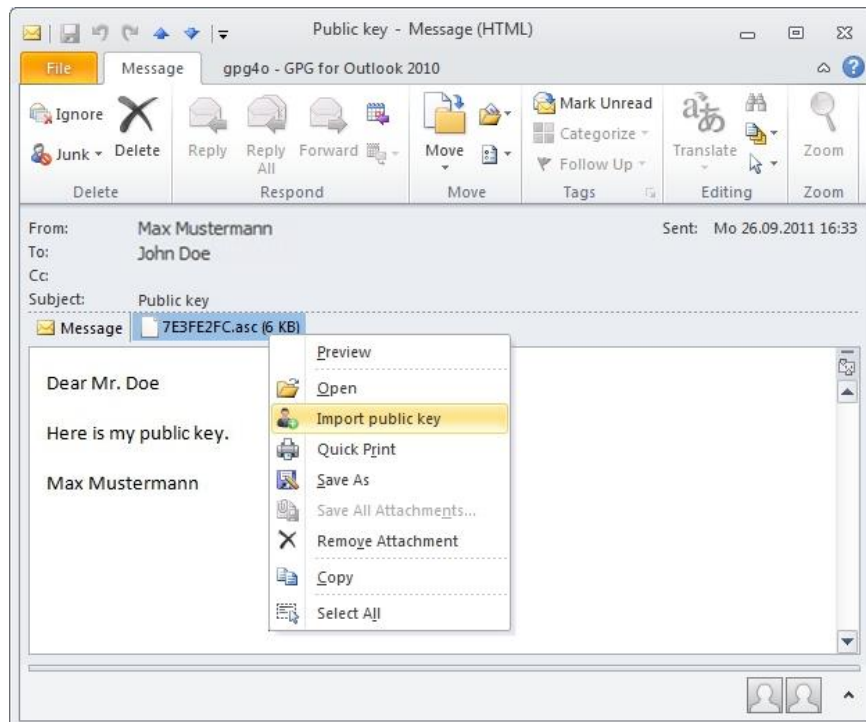 Public key - Message (HTML)
File Message gpg4o - GPG for Outlook 2010
Ignore
Junk
Delete
Reply
Reply All
Forward
Move
Mark Unread
Categorize
Follow Up
Translate
Zoom
Delete Respond Move Tags Editing Zoom
From: Max Mustermann Sent: Mo 26.09.2011 16:33
To: John Doe
Cc:
Subject: Public key
Message 7E3FE2FC.asc (6 KB)
Dear Mr. Doe
Here is my public key.
Max Mustermann
Preview
Open
Import public key
Quick Print
Save As
Save All Attachments...
Remove Attachment
Copy
Select All